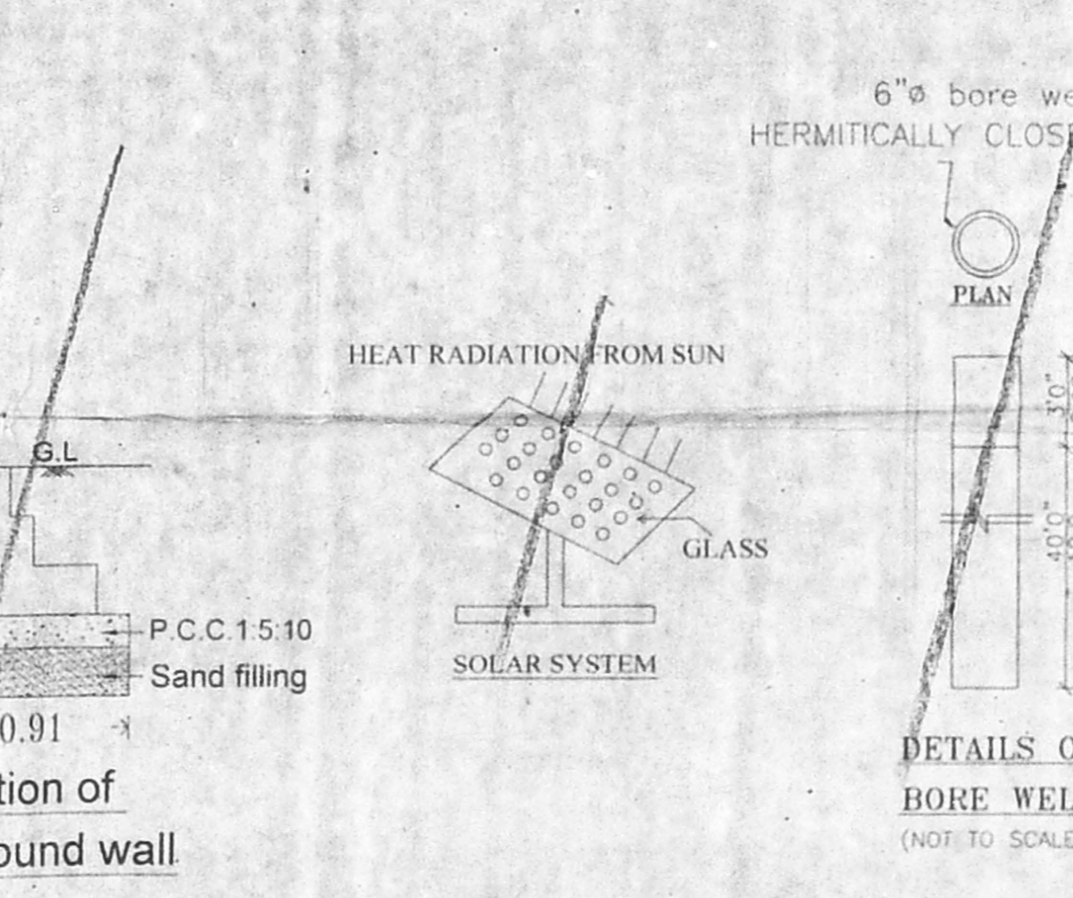 6"ø bore we
HERMITICALLY CLOSE
PLAN
HEAT RADIATION FROM SUN
3'0"
G.L
40'0"
GLASS
P.C.C.1:5:10
Sand filling
SOLAR SYSTEM
0.91
DETAILS O
tion of
BORE WEL
(NOT TO SCALE
ound wall